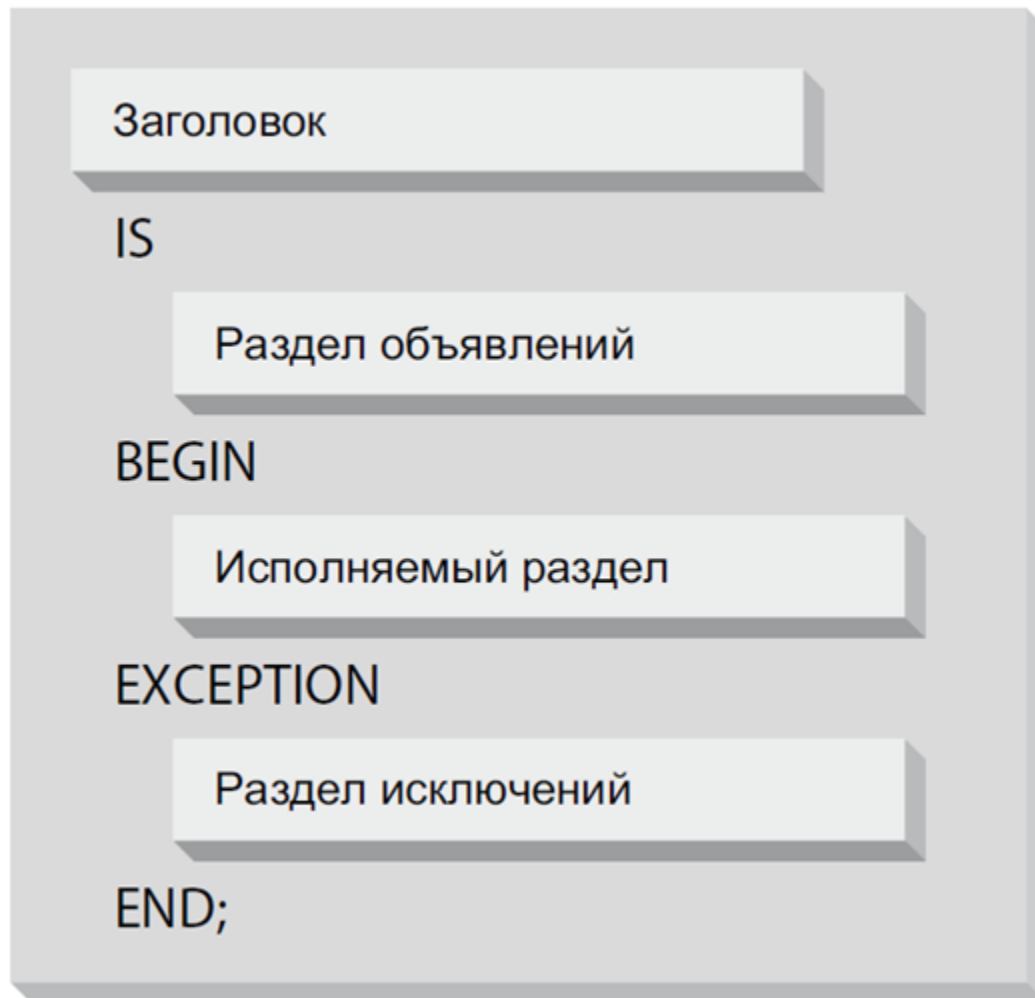 Заголовок
IS
Раздел объявлений
BEGIN
Исполняемый раздел
EXCEPTION
Раздел исключений
END;